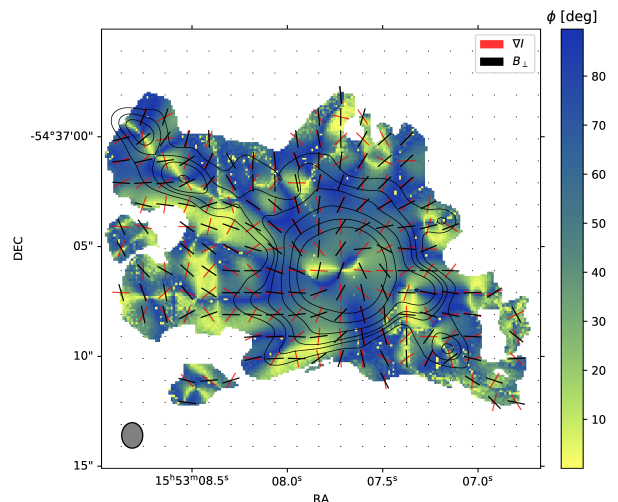 ϕ [deg]
∇I
B⊥
80
70
60
50
40
30
20
10
-54°37'00"
05"
10"
15"
DEC
15ʰ53ᵐ08.5ˢ
08.0ˢ
07.5ˢ
07.0ˢ
RA